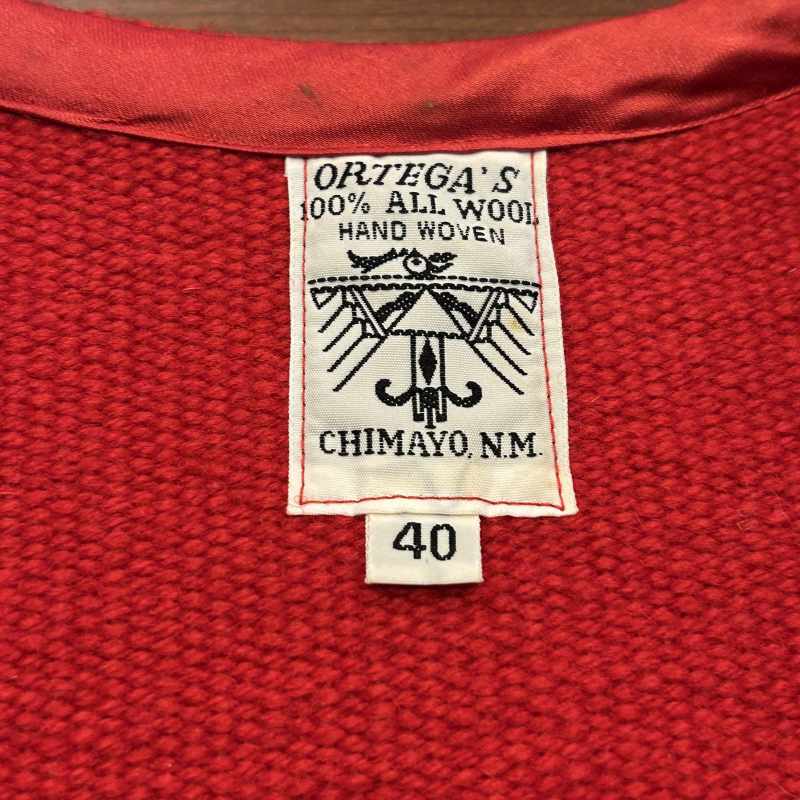 ORTEGA'S
100% ALL WOOL
HAND WOVEN
CHIMAYO, N.M.
40